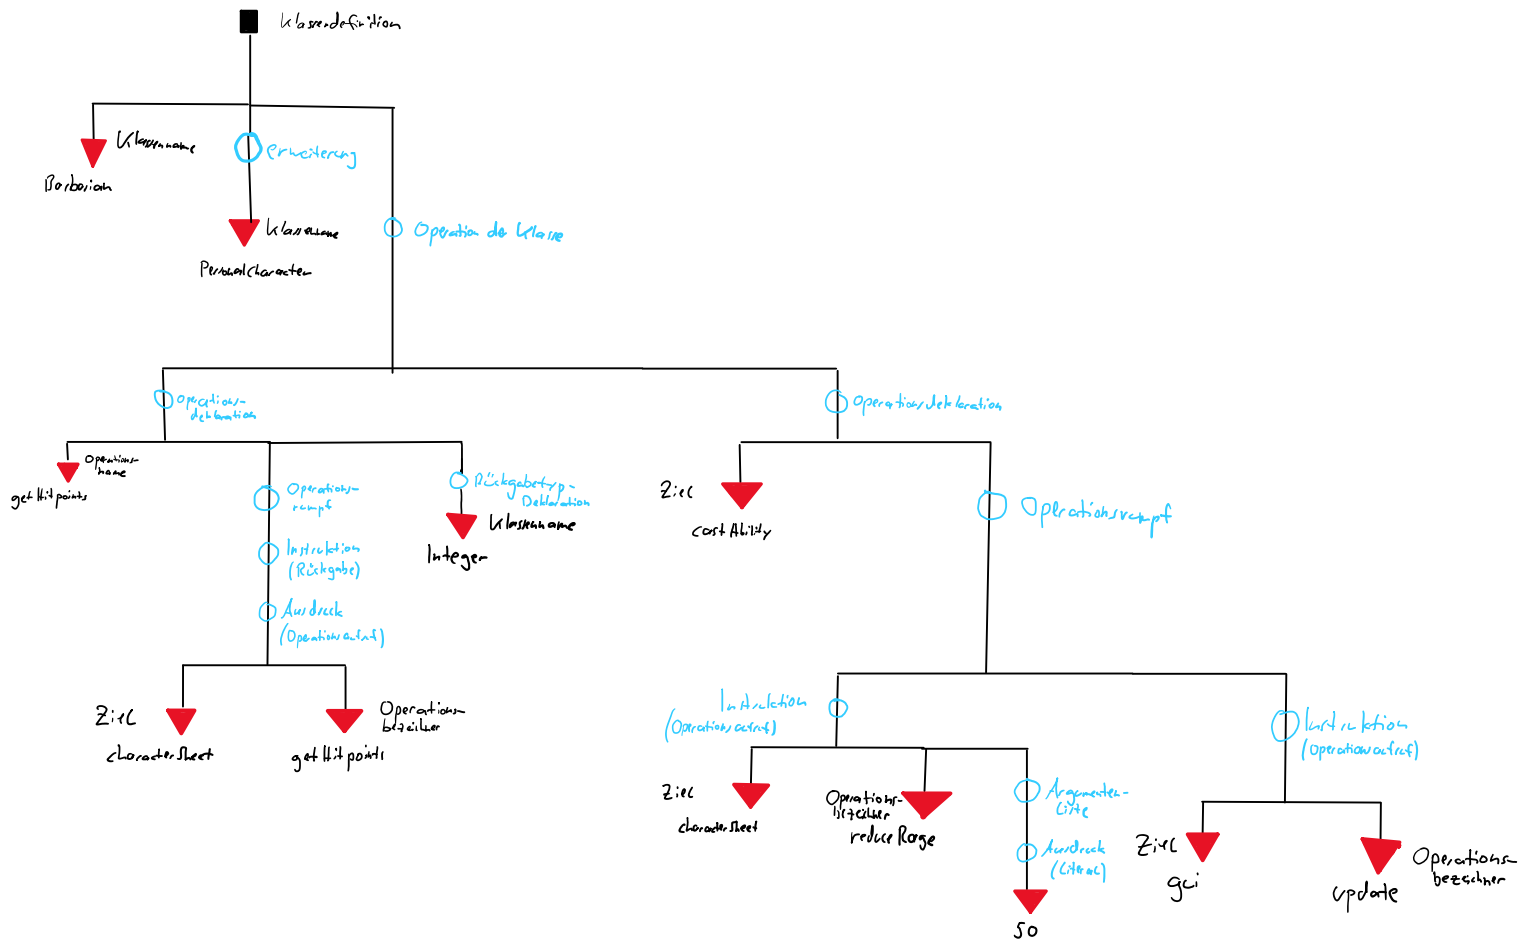 Klassendefinition
Klassenname
Barbarian
erweiterung
Klassenname
PersonalCharacter
Operation der Klasse
Operations-
deklaration
Operationsdeklaration
Operations-
name
getHitpoints
Operations-
rumpf
Instruktion
(Rückgabe)
Ausdruck
(Operationsaufruf)
Rückgabetyp-
Deklaration
Klassenname
Integer
Ziel
castAbility
Operationsrumpf
Ziel
characterSheet
Operations-
bezeichner
getHitpoints
Instruktion
(Operationsaufruf)
Instruktion
(Operationsaufruf)
Ziel
characterSheet
Operations-
bezeichner
reduceRage
Argumenten-
Liste
Ausdruck
(Literal)
50
Ziel
gui
update
Operations-
bezeichner